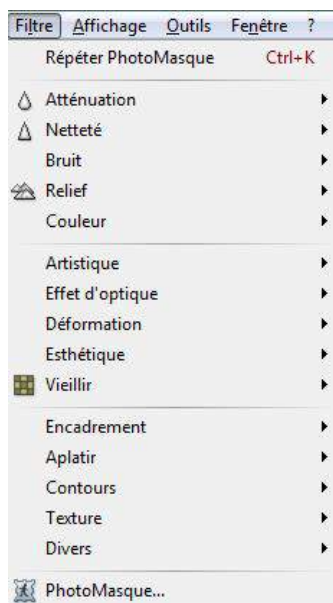 Filtre Affichage Outils Fenêtre ?
Répéter PhotoMasque Ctrl+K
Atténuation
Netteté
Bruit
Relief
Couleur
Artistique
Effet d'optique
Déformation
Esthétique
Vieillir
Encadrement
Aplatir
Contours
Texture
Divers
PhotoMasque...